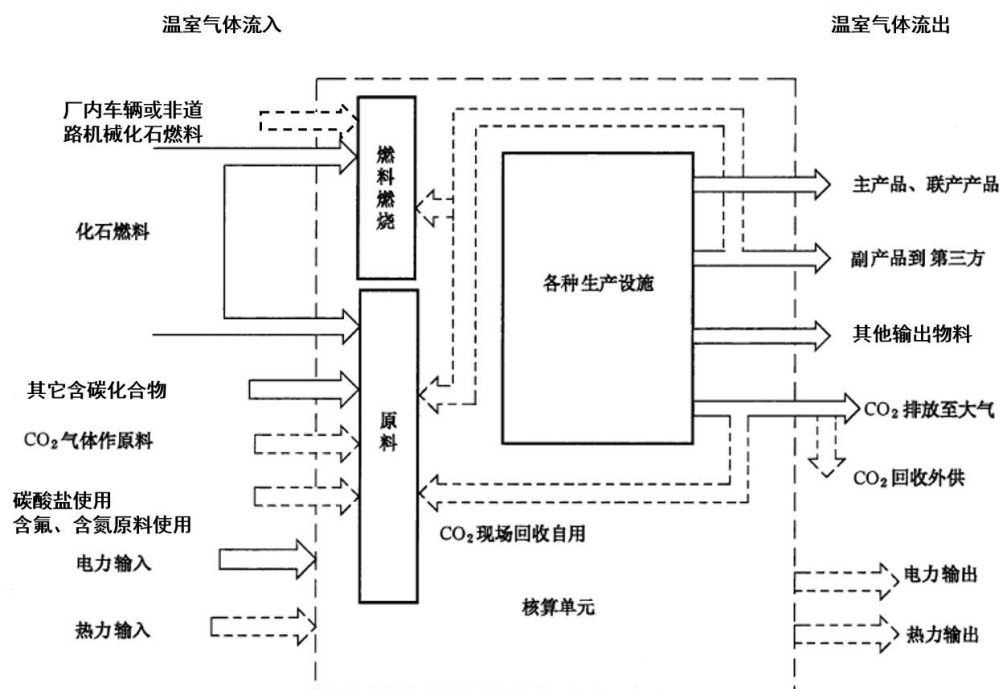 温室气体流入
温室气体流出
厂内车辆或非道
路机械化石燃料
化石燃料
其它含碳化合物
CO₂气体作原料
碳酸盐使用
含氟、含氮原料使用
电力输入
热力输入
燃料燃烧
原料
各种生产设施
CO₂现场回收自用
核算单元
主产品、联产产品
副产品到第三方
其他输出物料
CO₂排放至大气
CO₂回收外供
电力输出
热力输出